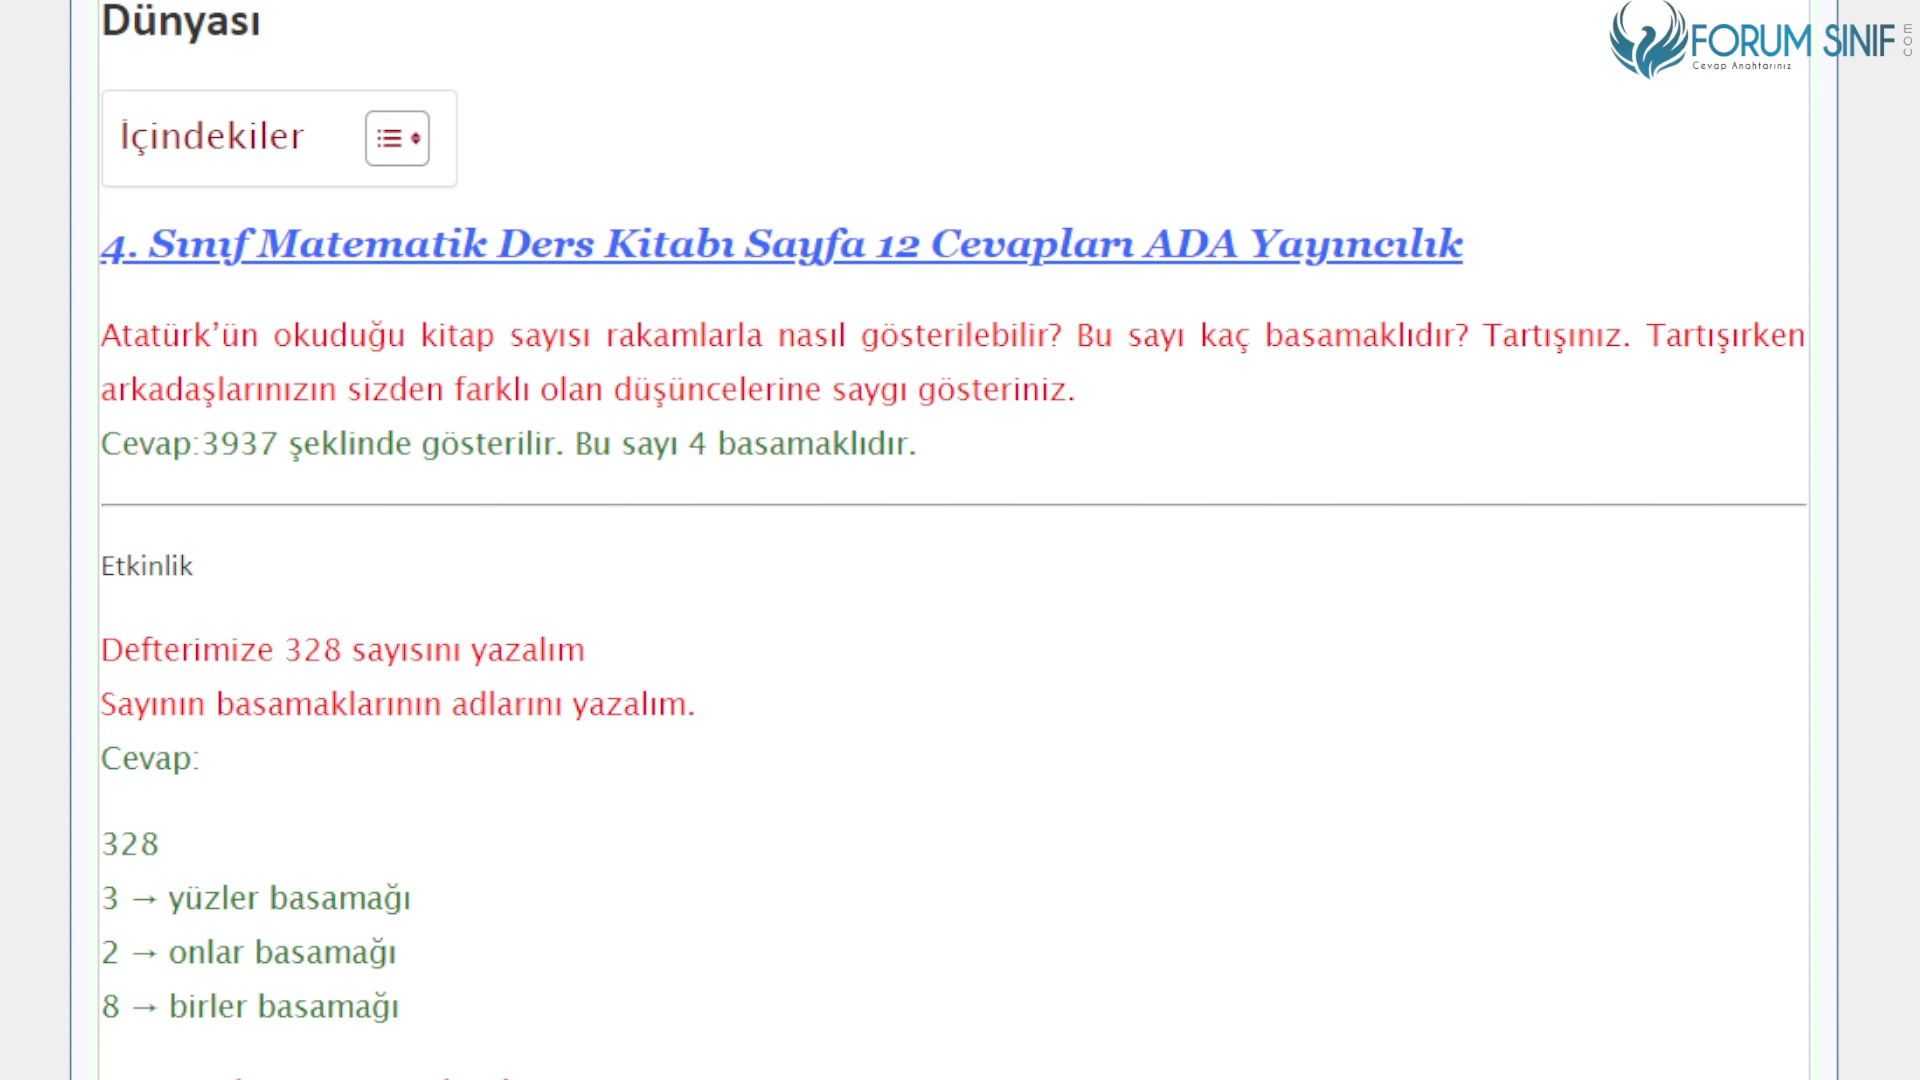 Dünyası
FORUM SINIF
com
Cevap Anahtarınız
İçindekiler
4. Sınıf Matematik Ders Kitabı Sayfa 12 Cevapları ADA Yayıncılık
Atatürk’ün okuduğu kitap sayısı rakamlarla nasıl gösterilebilir? Bu sayı kaç basamaklıdır? Tartışınız. Tartışırken
arkadaşlarınızın sizden farklı olan düşüncelerine saygı gösteriniz.
Cevap:3937 şeklinde gösterilir. Bu sayı 4 basamaklıdır.
Etkinlik
Defterimize 328 sayısını yazalım
Sayının basamaklarının adlarını yazalım.
Cevap:
328
3 → yüzler basamağı
2 → onlar basamağı
8 → birler basamağı